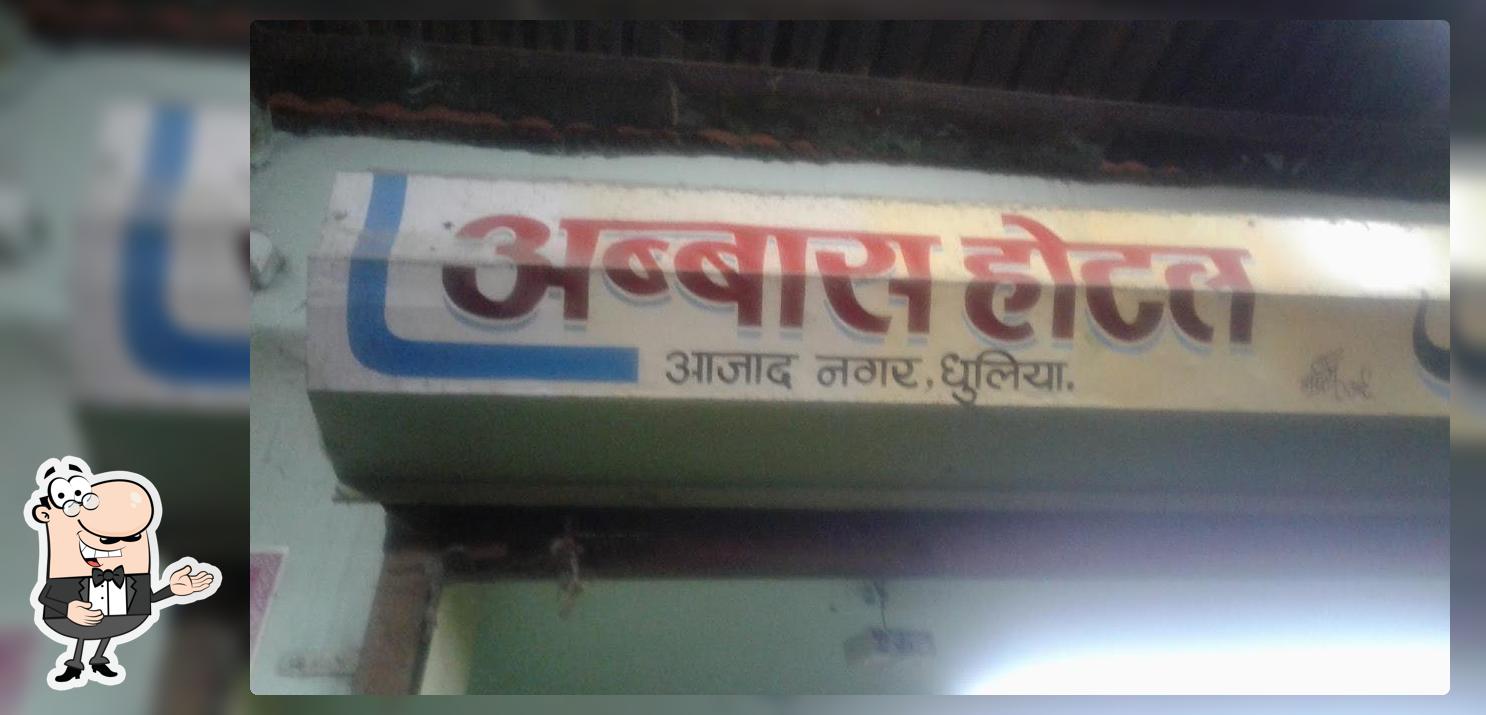 अब्बास होटल
आजाद नगर, धुलिया.